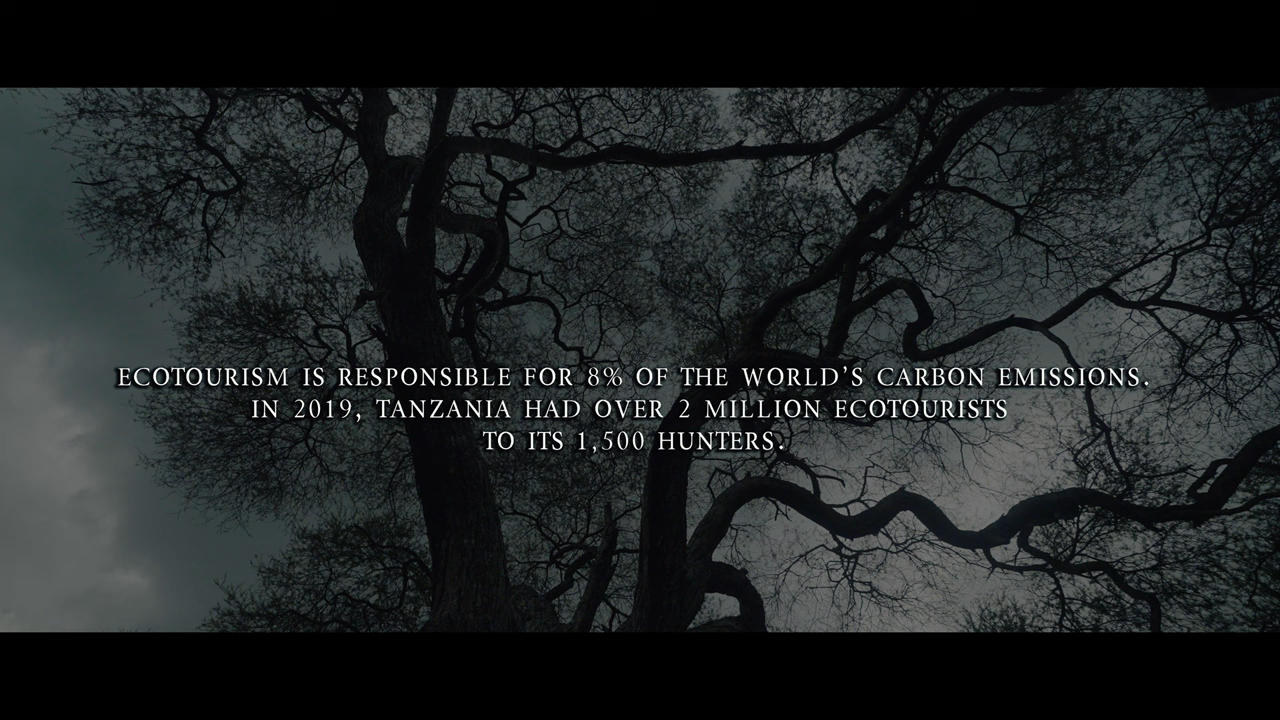 ECOTOURISM IS RESPONSIBLE FOR 8% OF THE WORLD'S CARBON EMISSIONS.
IN 2019, TANZANIA HAD OVER 2 MILLION ECOTOURISTS
TO ITS 1,500 HUNTERS.